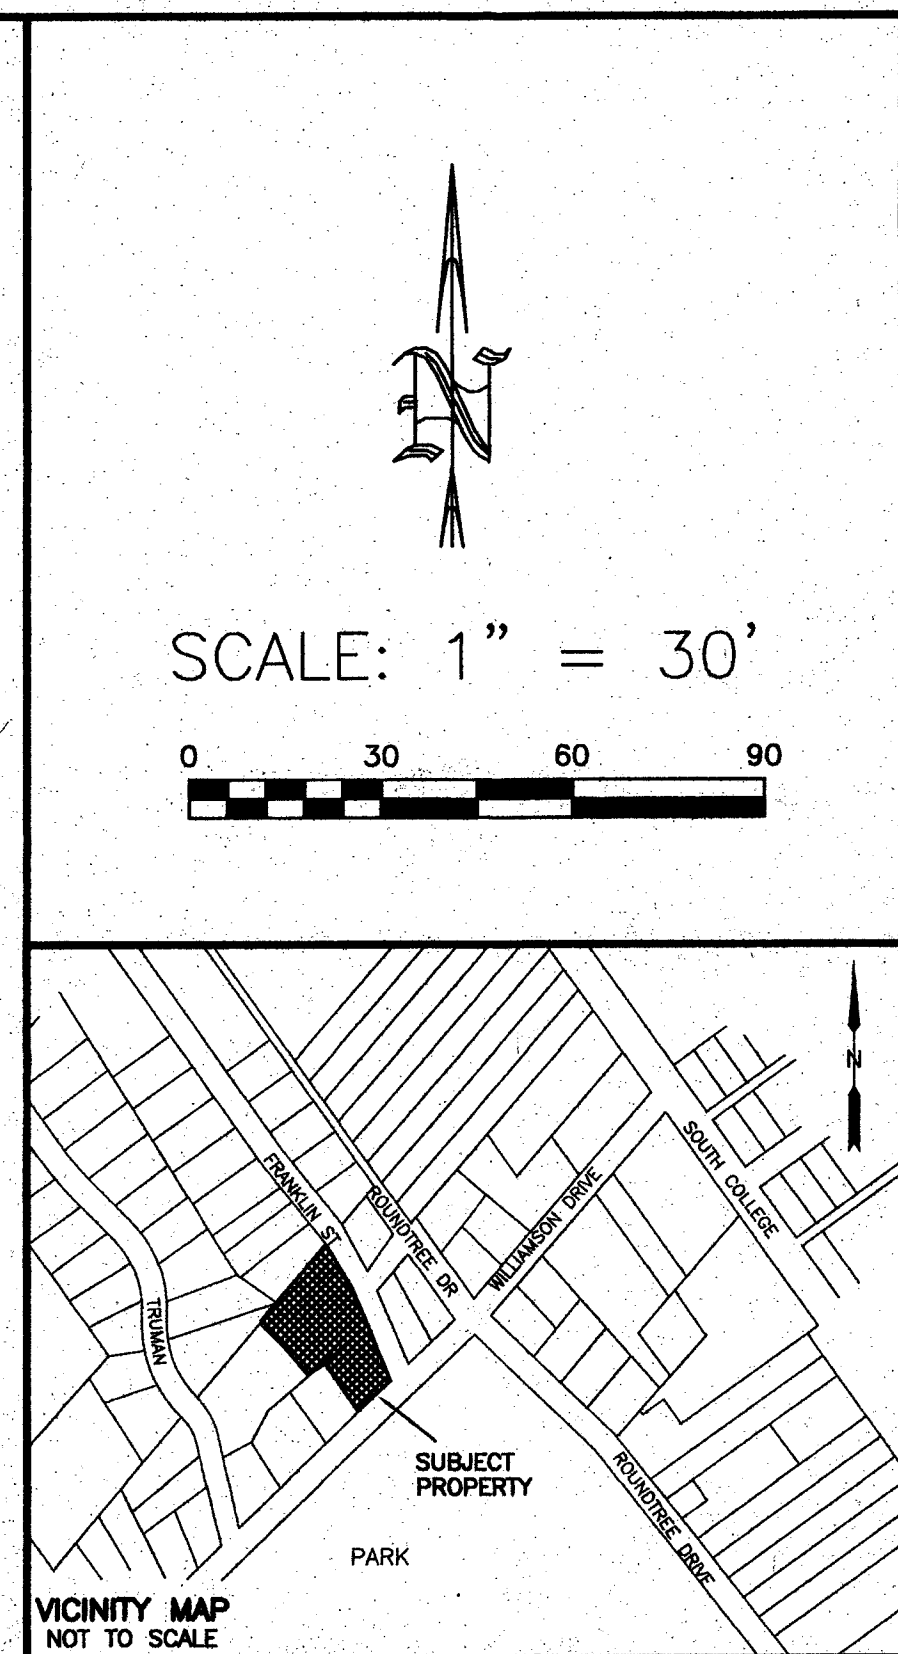 N
SCALE: 1" = 30'
0 30 60 90
N
SOUTH COLLEGE
FRANKLIN ST
ROUNDTREE DR
WILLIAMSON DRIVE
TRUMAN
SUBJECT
PROPERTY
ROUNDTREE DRIVE
PARK
VICINITY MAP
NOT TO SCALE